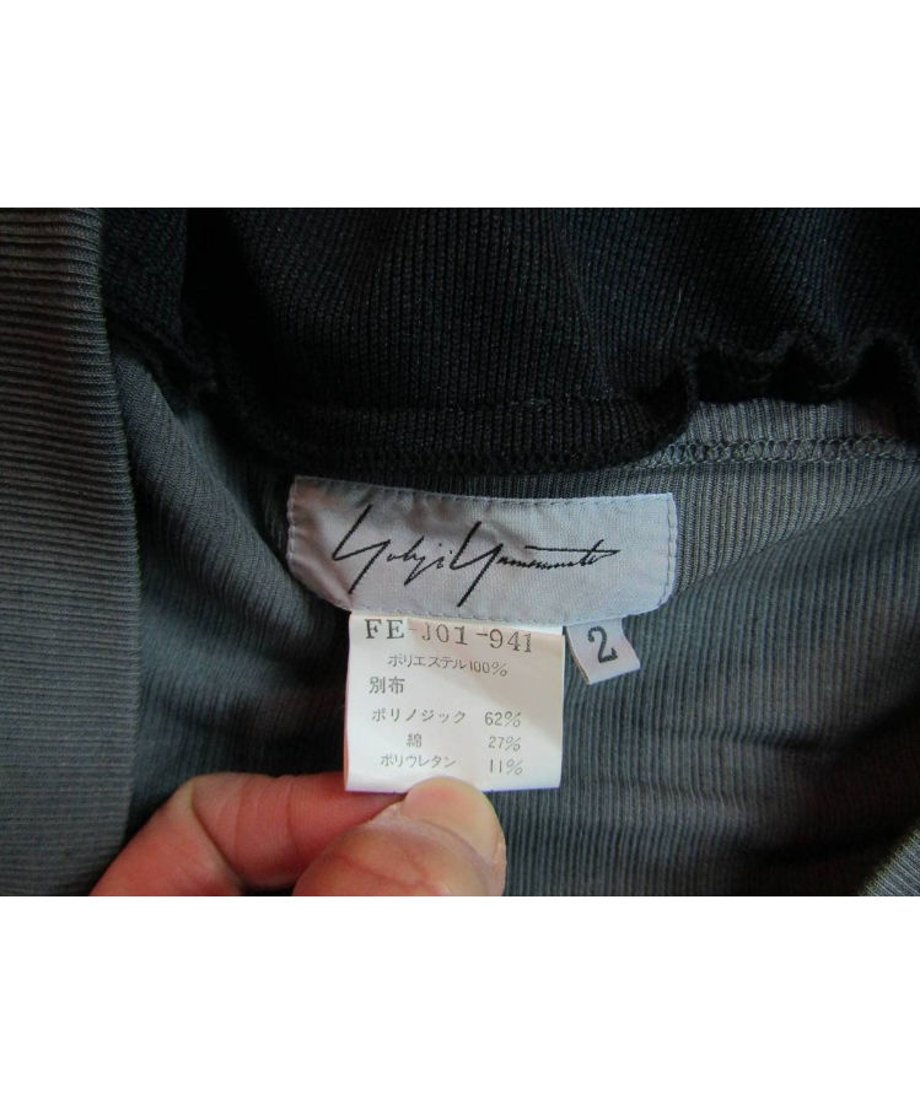 Yohji Yamamoto
FE-J01-941
2
ポリエステル100%
別布
ポリノジック 62%
綿 27%
ポリウレタン 11%